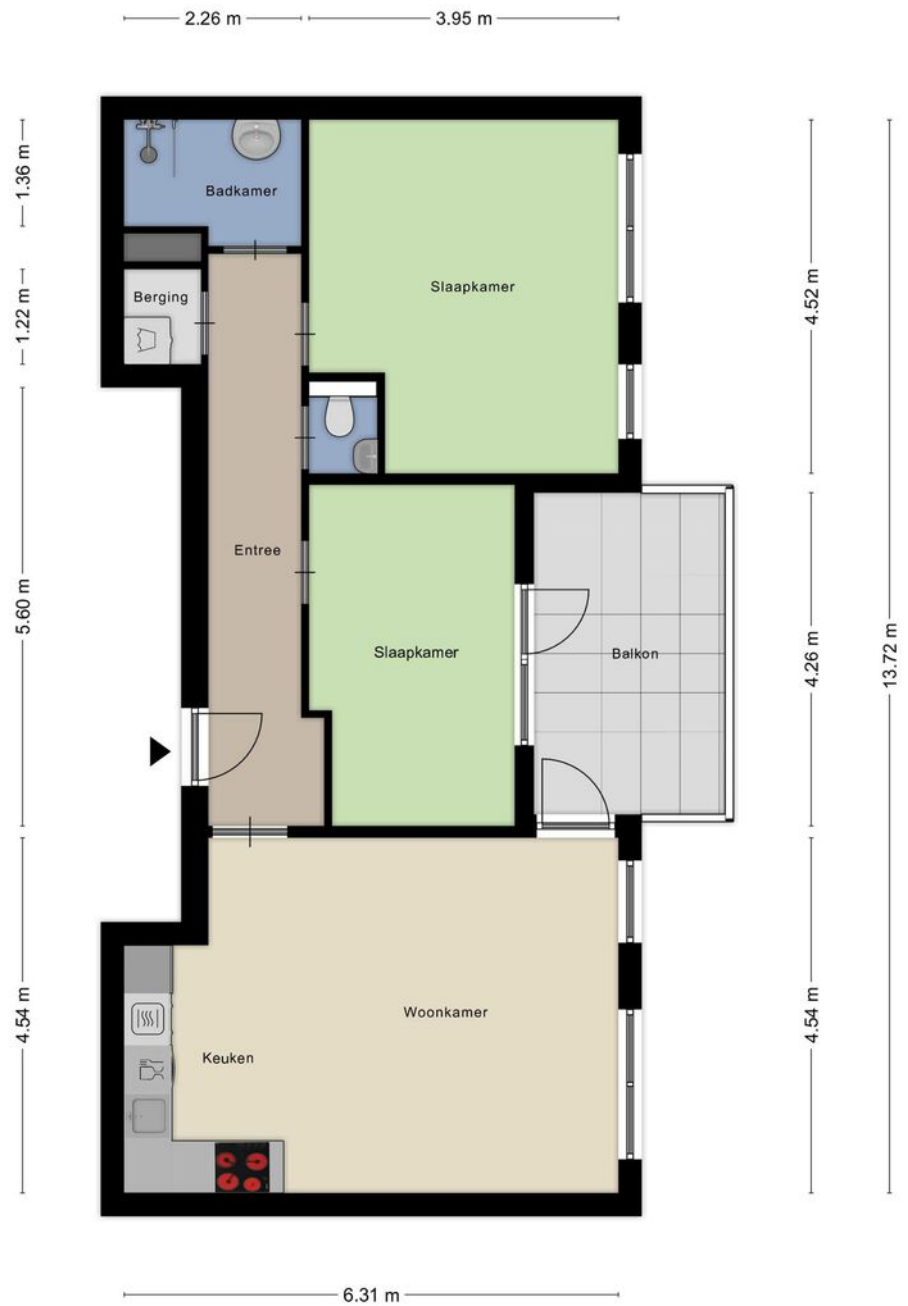 2.26 m
3.95 m
1.36 m
Badkamer
1.22 m
Berging
Slaapkamer
4.52 m
Entree
5.60 m
Slaapkamer
Balkon
4.26 m
13.72 m
4.54 m
Woonkamer
4.54 m
Keuken
6.31 m